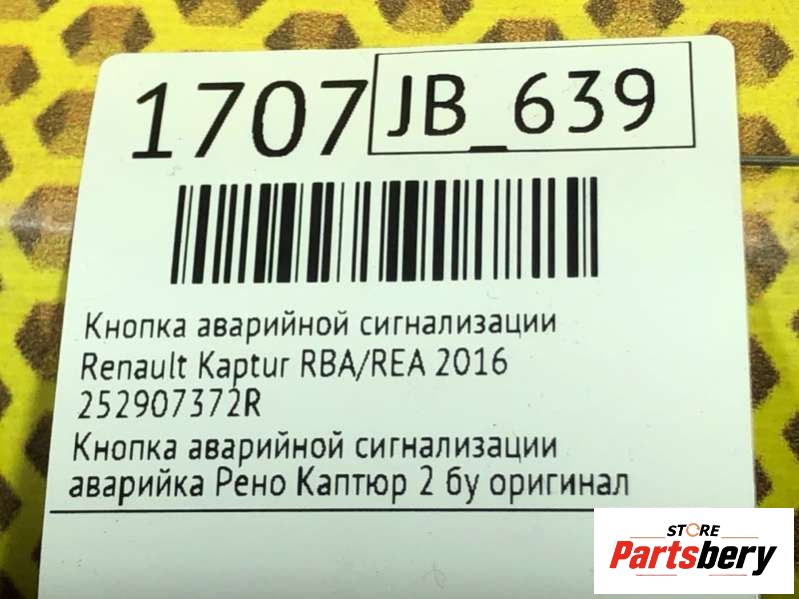 1707 JB_639
Кнопка аварийной сигнализации
Renault Kaptur RBA/REA 2016
252907372R
Кнопка аварийной сигнализации
аварийка Рено Каптюр 2 бу оригинал
STORE
Partsbery